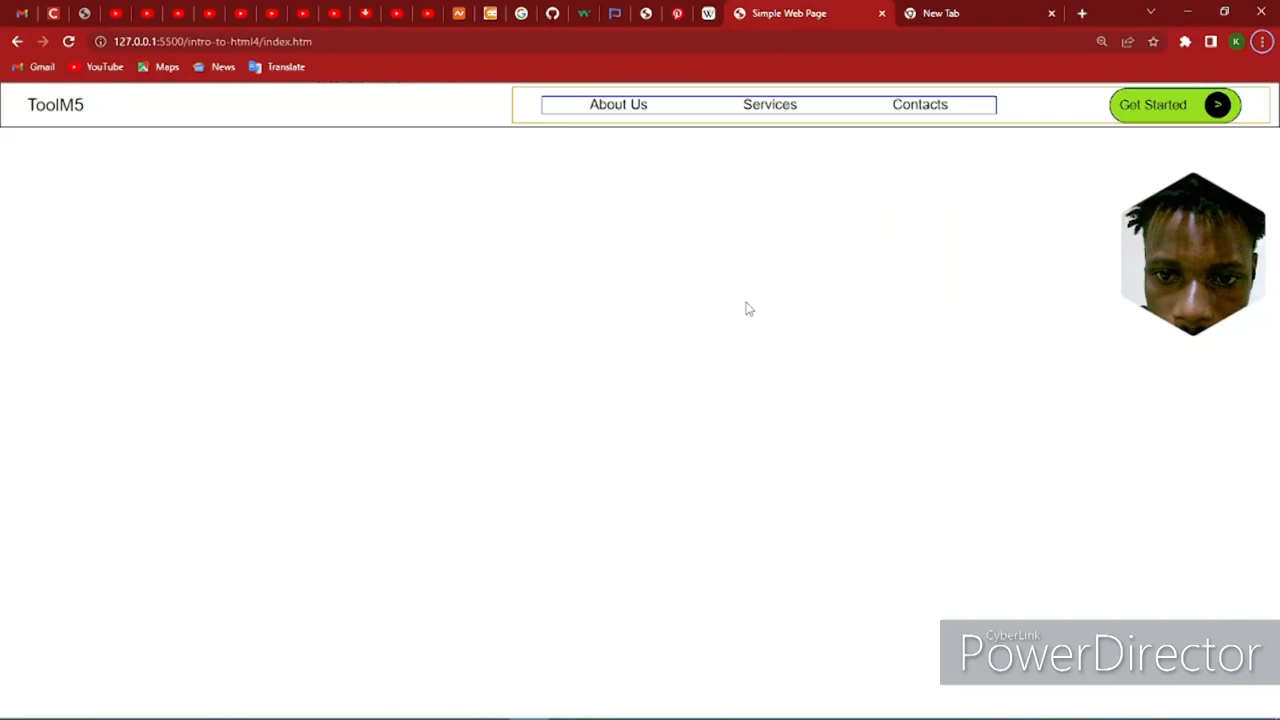 Simple Web Page
New Tab
127.0.0.1:5500/intro-to-html4/index.htm
K
Gmail
YouTube
Maps
News
Translate
ToolM5
About Us
Services
Contacts
Get Started >
CyberLink
PowerDirector